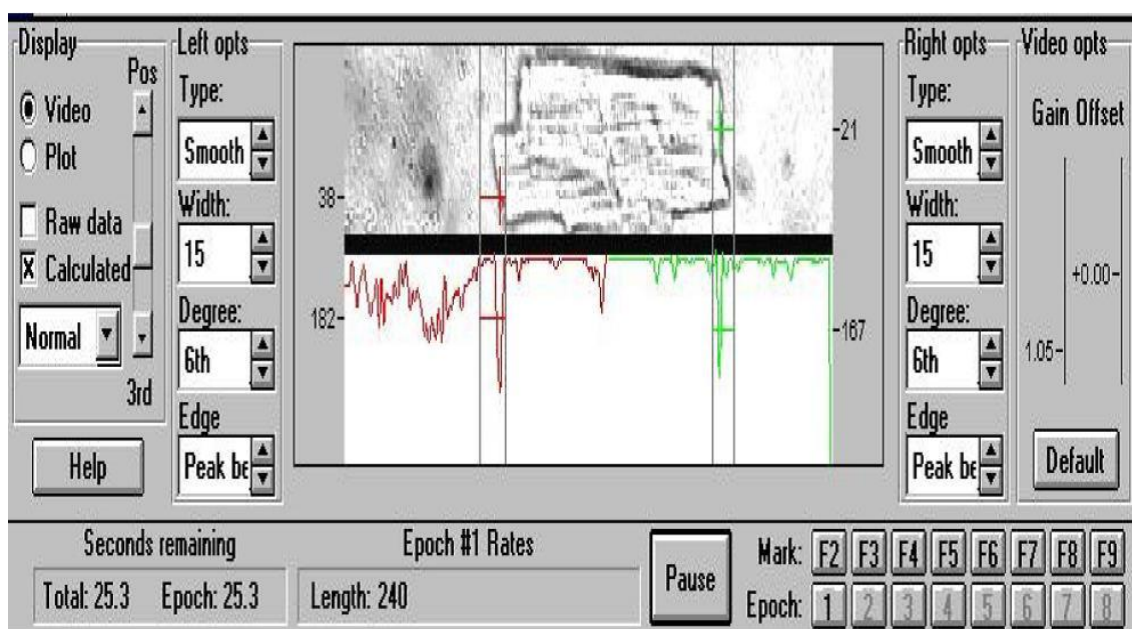 Display
Pos
Video
Plot
Raw data
Calculated
Normal
3rd
Help
Left opts
Type:
Smooth
Width:
15
Degree:
6th
Edge
Peak be
38-
182-
-21
-167
Right opts
Type:
Smooth
Width:
15
Degree:
6th
Edge
Peak be
Video opts
Gain Offset
+0.00-
1.05-
Default
Seconds remaining
Total: 25.3 Epoch: 25.3
Epoch #1 Rates
Length: 240
Pause
Mark: F2 F3 F4 F5 F6 F7 F8 F9
Epoch: 1 2 3 4 5 6 7 8